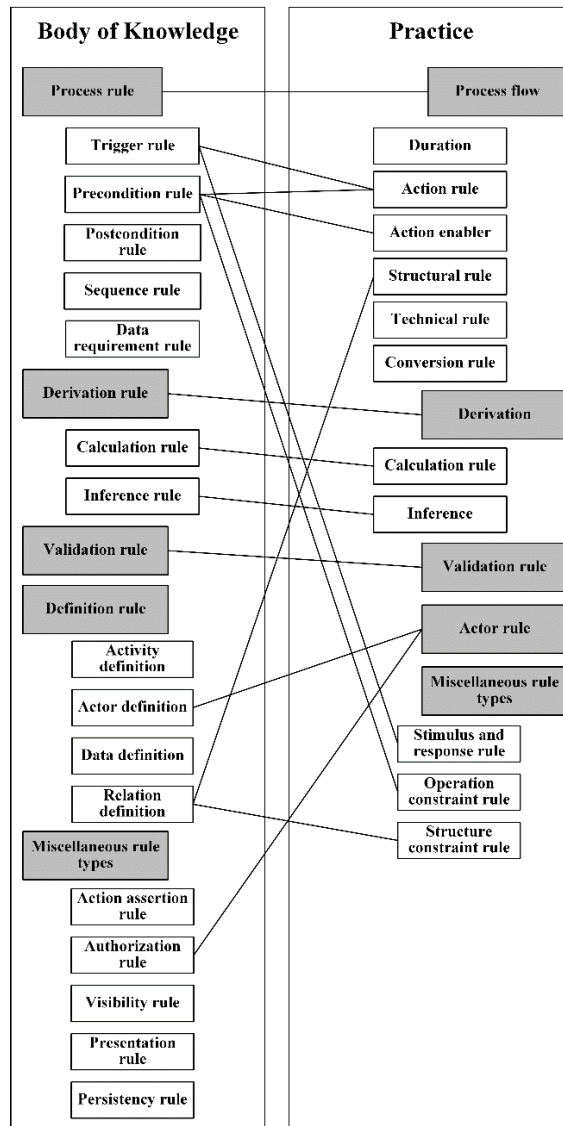 Body of Knowledge
Process rule
Trigger rule
Precondition rule
Postcondition
rule
Sequence rule
Data
requirement rule
Derivation rule
Calculation rule
Inference rule
Validation rule
Definition rule
Activity
definition
Actor definition
Data definition
Relation
definition
Miscellaneous rule
types
Action assertion
rule
Authorization
rule
Visibility rule
Presentation
rule
Persistency rule
Practice
Process flow
Duration
Action rule
Action enabler
Structural rule
Technical rule
Conversion rule
Derivation
Calculation rule
Inference
Validation rule
Actor rule
Miscellaneous rule
types
Stimulus and
response rule
Operation
constraint rule
Structure
constraint rule